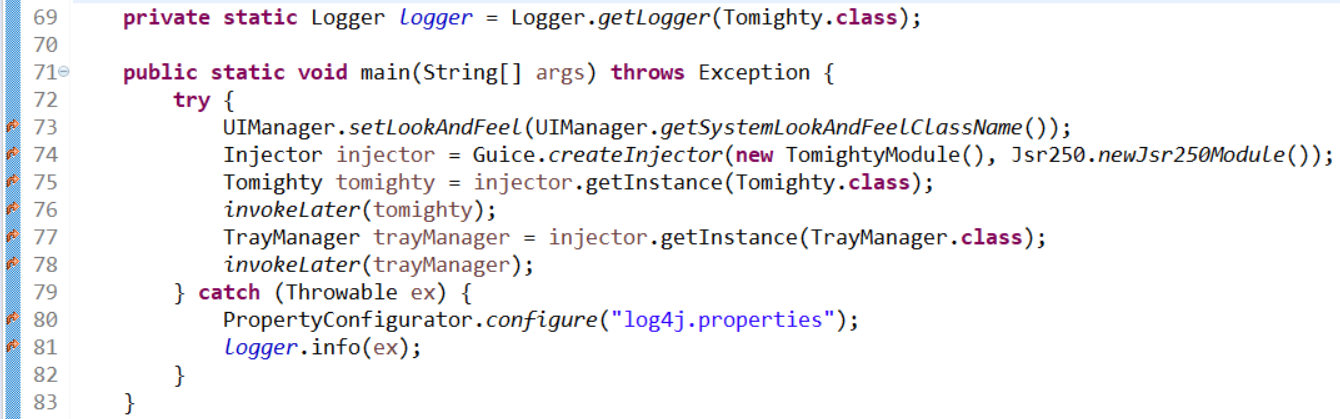 69 private static Logger logger = Logger.getLogger(Tomighty.class);
70
71 public static void main(String[] args) throws Exception {
72 try {
73 UIManager.setLookAndFeel(UIManager.getSystemLookAndFeelClassName());
74 Injector injector = Guice.createInjector(new TomightyModule(), Jsr250.newJsr250Module());
75 Tomighty tomighty = injector.getInstance(Tomighty.class);
76 invokeLater(tomighty);
77 TrayManager trayManager = injector.getInstance(TrayManager.class);
78 invokeLater(trayManager);
79 } catch (Throwable ex) {
80 PropertyConfigurator.configure("log4j.properties");
81 logger.info(ex);
82 }
83 }